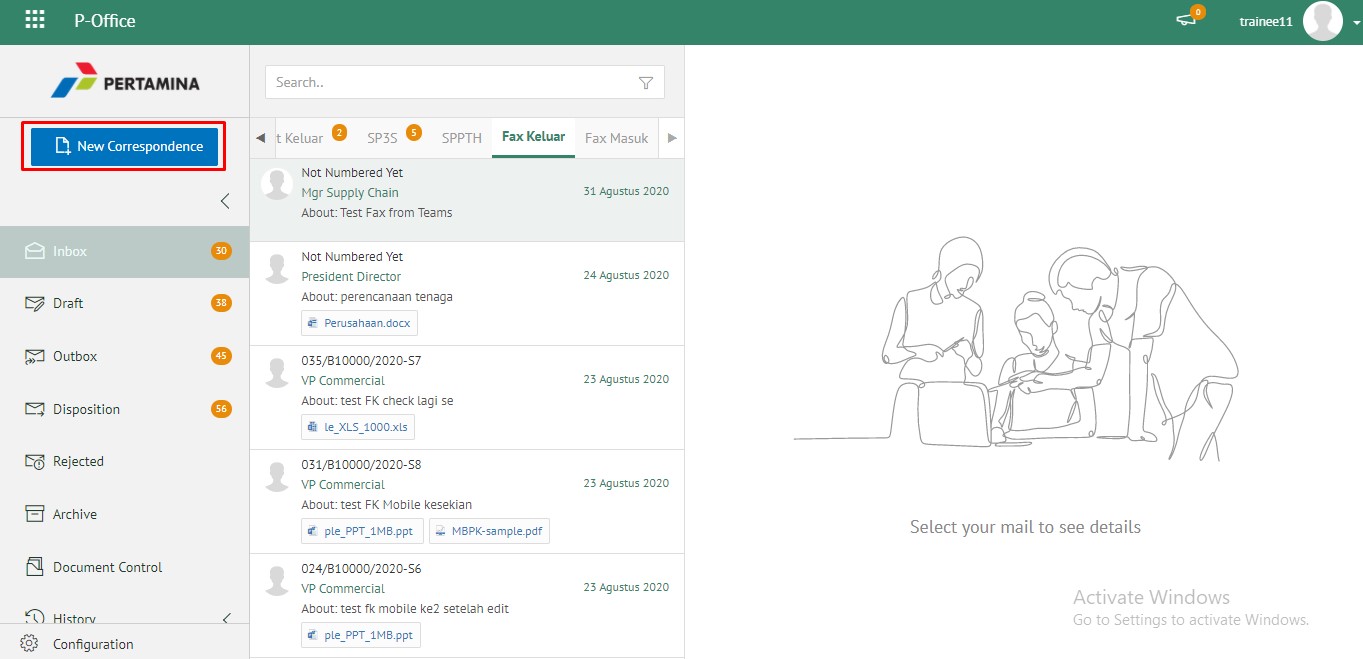 P-Office
0
trainee11
PERTAMINA
New Correspondence
Inbox 30
Draft 38
Outbox 45
Disposition 56
Rejected
Archive
Document Control
History
Configuration
Search..
t Keluar 2 SP3S 5 SPPTH Fax Keluar Fax Masuk
Not Numbered Yet
Mgr Supply Chain 31 Agustus 2020
About: Test Fax from Teams
Not Numbered Yet
President Director 24 Agustus 2020
About: perencanaan tenaga
Perusahaan.docx
035/B10000/2020-S7
VP Commercial 23 Agustus 2020
About: test FK check lagi se
le_XLS_1000.xls
031/B10000/2020-S8
VP Commercial 23 Agustus 2020
About: test FK Mobile kesekian
ple_PPT_1MB.ppt MBPK-sample.pdf
024/B10000/2020-S6
VP Commercial 23 Agustus 2020
About: test fk mobile ke2 setelah edit
ple_PPT_1MB.ppt
Select your mail to see details
Activate Windows
Go to Settings to activate Windows.